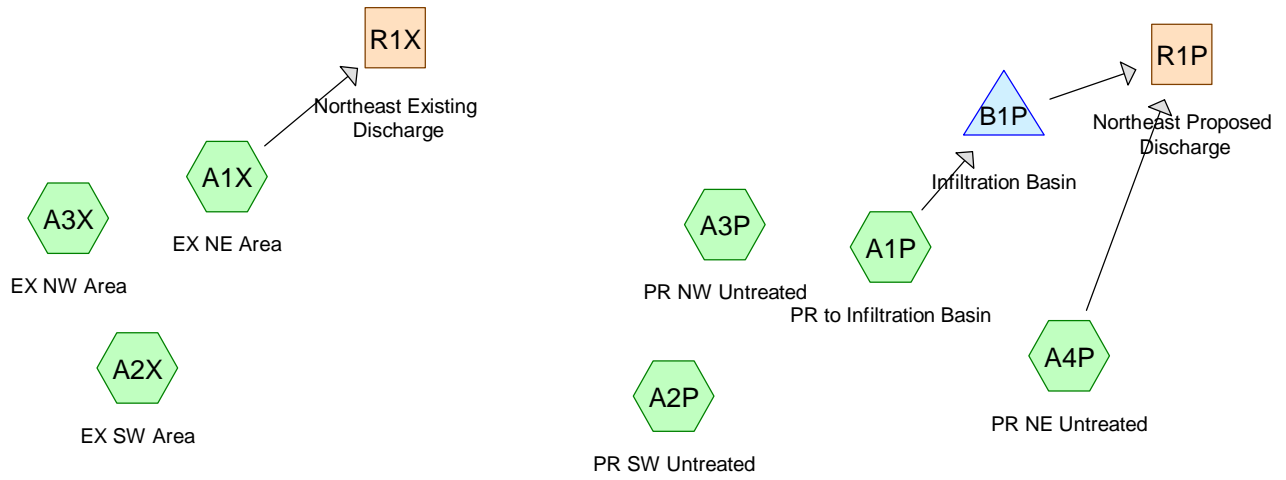 R1X
Northeast Existing
Discharge
A1X
EX NE Area
A3X
EX NW Area
A2X
EX SW Area
R1P
Northeast Proposed
Discharge
B1P
Infiltration Basin
A3P
PR NW Untreated
A1P
PR to Infiltration Basin
A4P
PR NE Untreated
A2P
PR SW Untreated